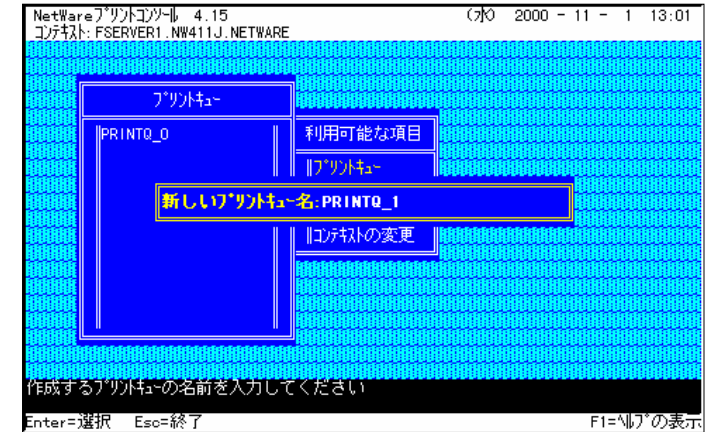 NetWareﾌﾟﾘﾝﾄｺﾝｿｰﾙ 4.15 (水) 2000 - 11 - 1 13:01
ｺﾝﾃｷｽﾄ: FSERVER1.NW411J.NETWARE
ﾌﾟﾘﾝﾄｷｭｰ
PRINTQ_0
利用可能な項目
ﾌﾟﾘﾝﾄｷｭｰ
新しいﾌﾟﾘﾝﾄｷｭｰ名:PRINTQ_1
ｺﾝﾃｷｽﾄの変更
作成するﾌﾟﾘﾝﾄｷｭｰの名前を入力してください
Enter=選択 Esc=終了 F1=ﾍﾙﾌﾟの表示